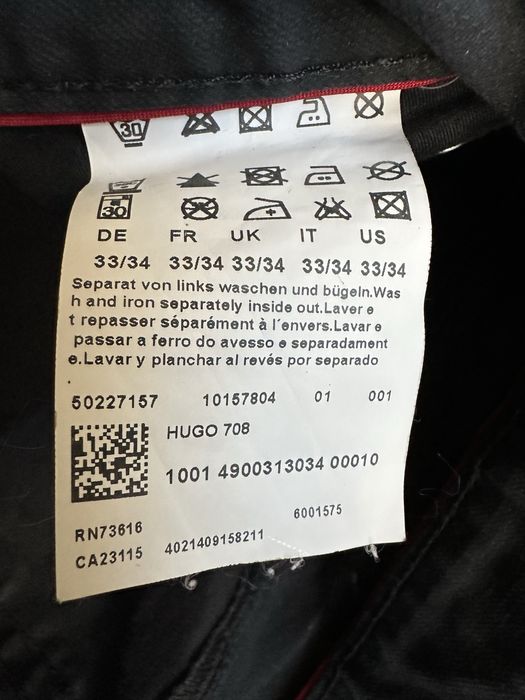 30
30
DE FR UK IT US
33/34 33/34 33/34 33/34 33/34
Separat von links waschen und bügeln.Was
h and iron separately inside out.Laver e
t repasser séparément à l´envers.Lavar e
passar a ferro do avesso e separadament
e.Lavar y planchar al revés por separado
50227157 10157804 01 001
HUGO 708
1001 4900313034 00010
6001575
RN73616
CA23115 4021409158211